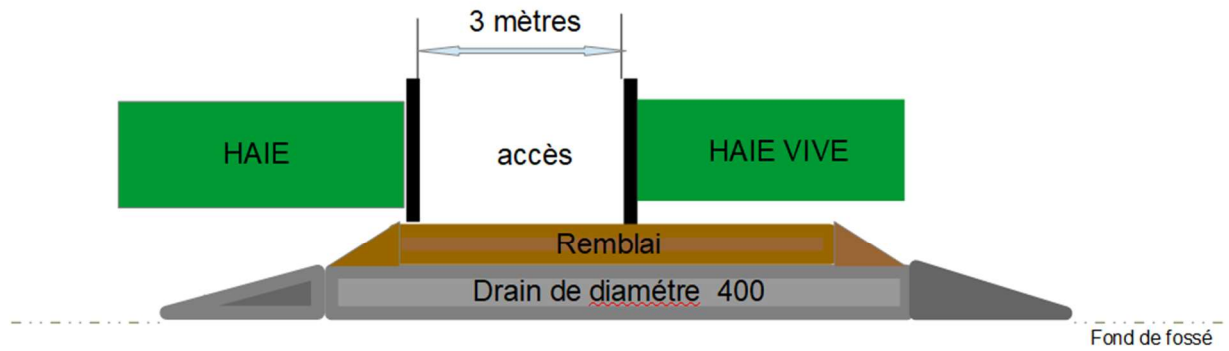 3 mètres
HAIE
accès
HAIE VIVE
Remblai
Drain de diamétre 400
Fond de fossé